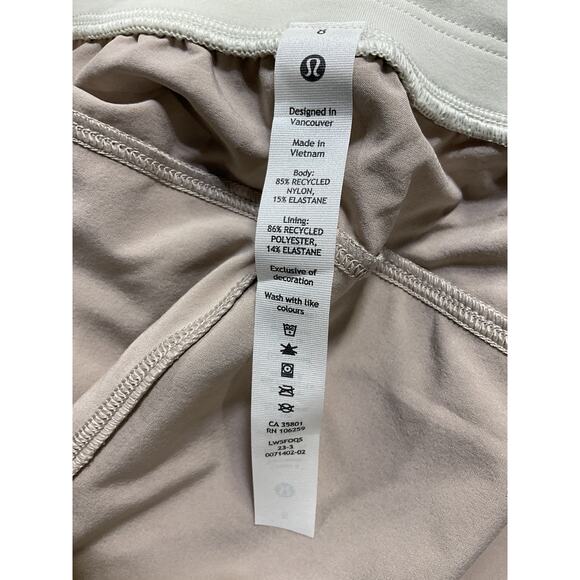 8
Designed in
Vancouver
Made in
Vietnam
Body:
85% RECYCLED
NYLON,
15% ELASTANE
Lining:
86% RECYCLED
POLYESTER,
14% ELASTANE
Exclusive of
decoration
Wash with like
colours
CA 35801
RN 106259
LW5FOQS
23-3
0071402-02